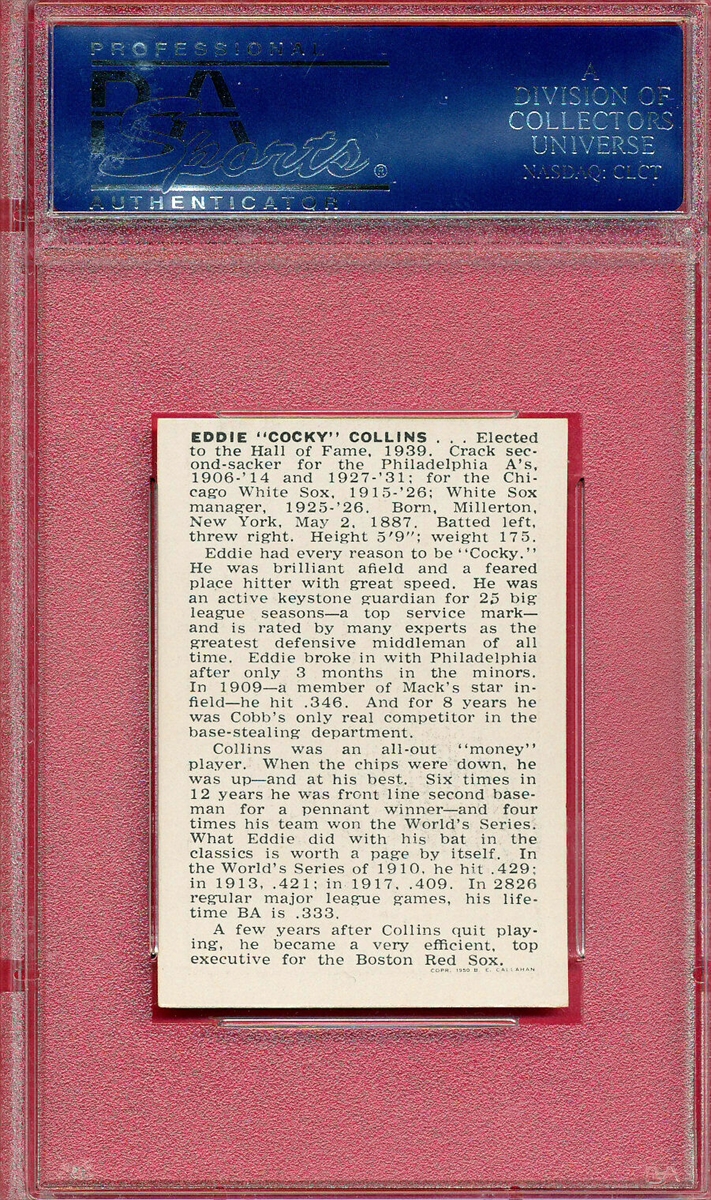 PROFESSIONAL
PSA
Sports®
AUTHENTICATOR
A
DIVISION OF
COLLECTORS
UNIVERSE
NASDAQ: CLCT
EDDIE "COCKY" COLLINS . . . Elected
to the Hall of Fame, 1939. Crack sec-
ond-sacker for the Philadelphia A's,
1906-'14 and 1927-'31; for the Chi-
cago White Sox, 1915-'26; White Sox
manager, 1925-'26. Born, Millerton,
New York, May 2, 1887. Batted left,
threw right. Height 5'9"; weight 175.
Eddie had every reason to be "Cocky."
He was brilliant afield and a feared
place hitter with great speed. He was
an active keystone guardian for 25 big
league seasons—a top service mark—
and is rated by many experts as the
greatest defensive middleman of all
time. Eddie broke in with Philadelphia
after only 3 months in the minors.
In 1909—a member of Mack's star in-
field—he hit .346. And for 8 years he
was Cobb's only real competitor in the
base-stealing department.
Collins was an all-out "money"
player. When the chips were down, he
was up—and at his best. Six times in
12 years he was front line second base-
man for a pennant winner—and four
times his team won the World's Series.
What Eddie did with his bat in the
classics is worth a page by itself. In
the World's Series of 1910, he hit .429;
in 1913, .421; in 1917, .409. In 2826
regular major league games, his life-
time BA is .333.
A few years after Collins quit play-
ing, he became a very efficient, top
executive for the Boston Red Sox.
COPR. 1950 B. E. CALLAHAN
PSA